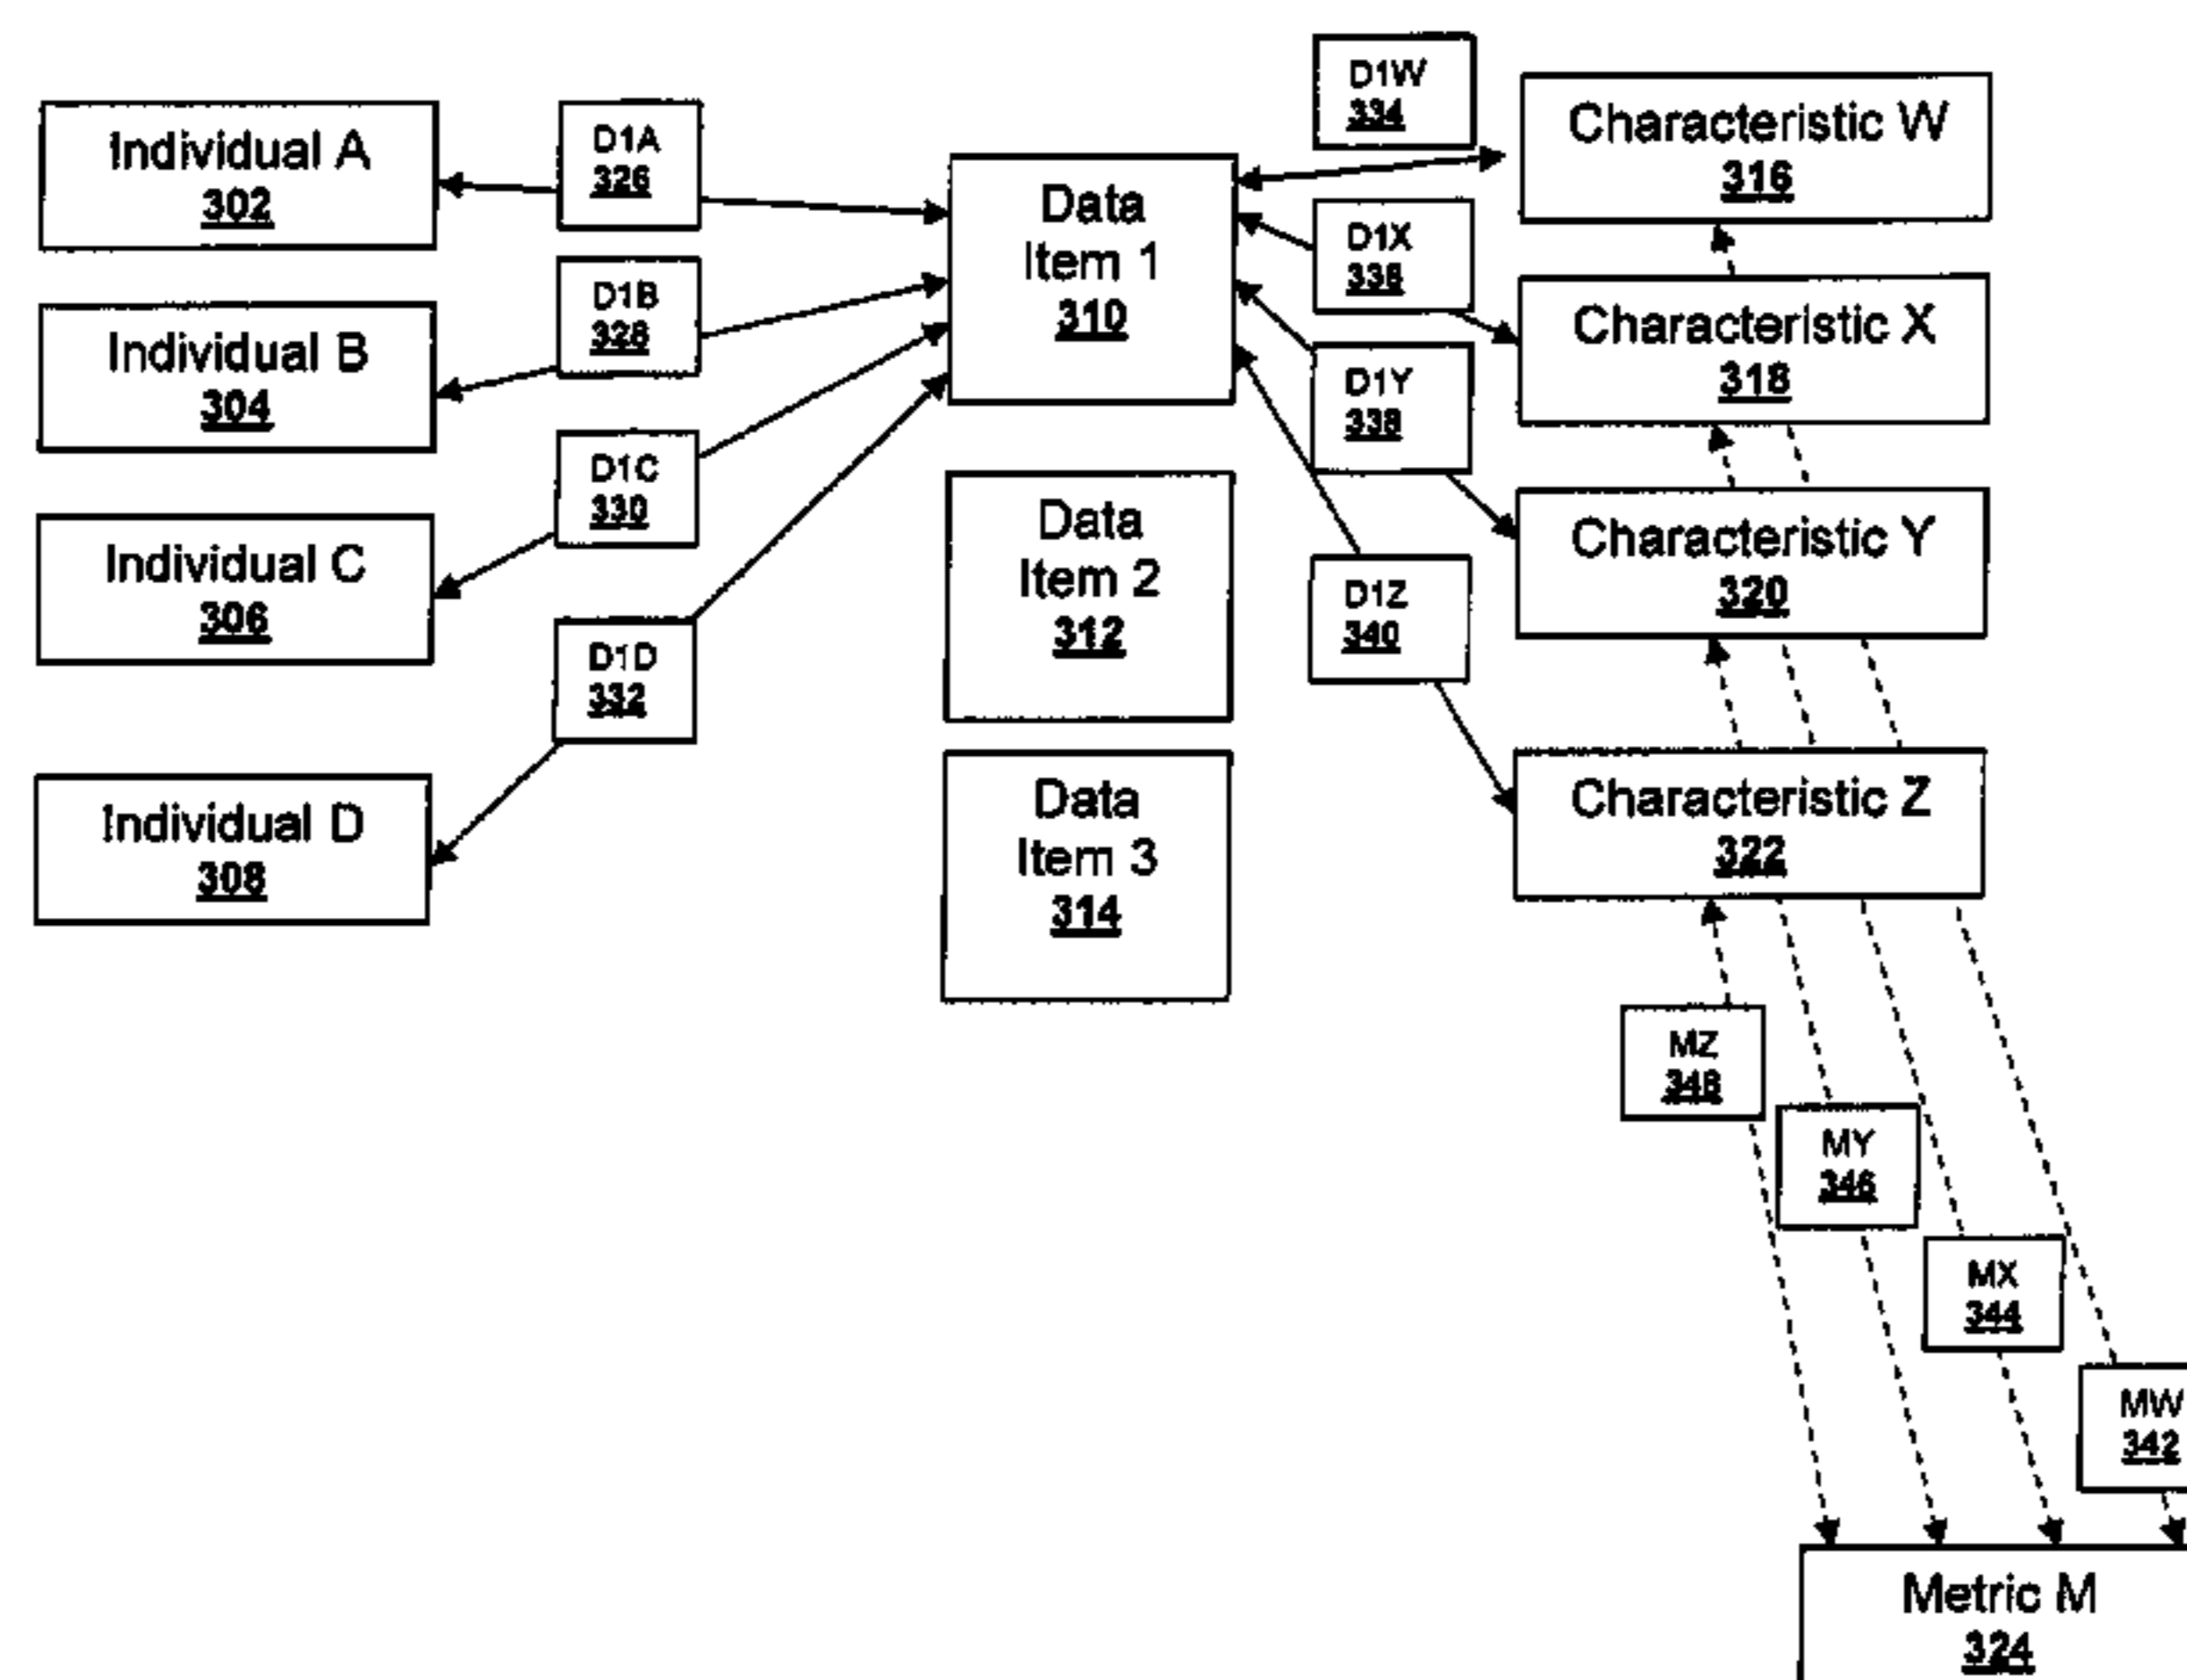 Individual A
302
Individual B
304
Individual C
306
Individual D
308
D1A
326
D1B
328
D1C
330
D1D
332
Data
Item 1
310
Data
Item 2
312
Data
Item 3
314
D1W
334
D1X
336
D1Y
338
D1Z
340
Characteristic W
316
Characteristic X
318
Characteristic Y
320
Characteristic Z
322
MZ
348
MY
346
MX
344
MW
342
Metric M
324